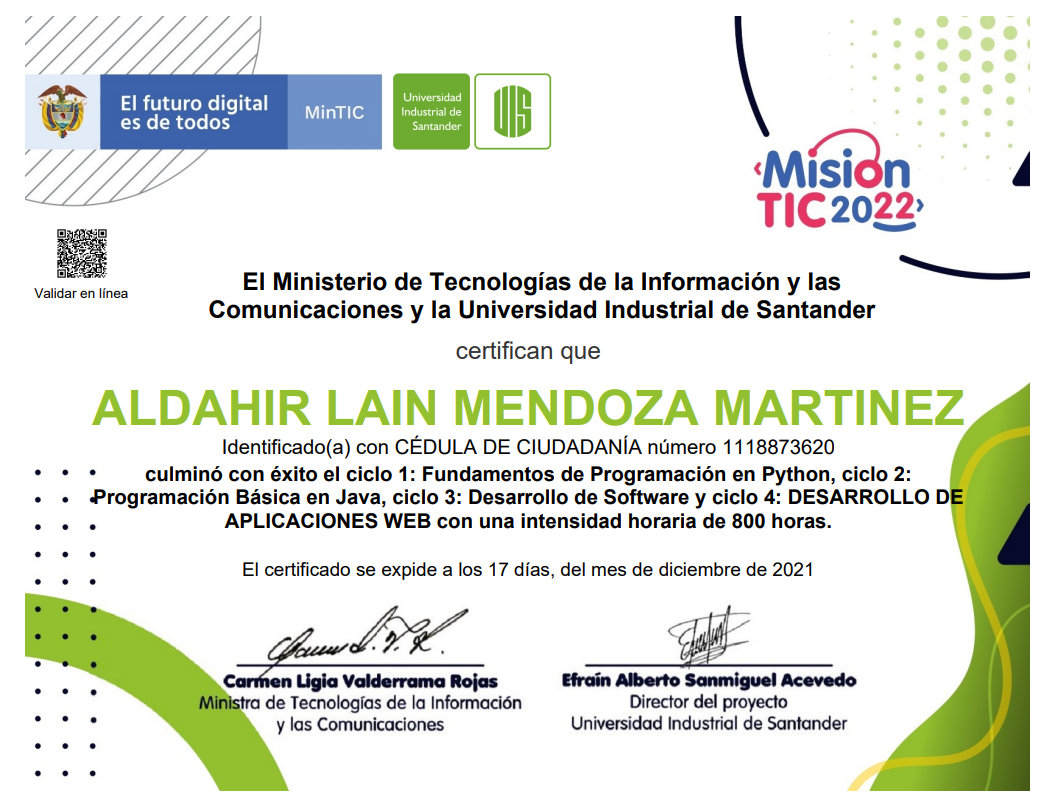 El futuro digital
es de todos
MinTIC
Universidad
Industrial de
Santander
UIS
Misión
TIC 2022
Validar en línea
El Ministerio de Tecnologías de la Información y las
Comunicaciones y la Universidad Industrial de Santander
certifican que
ALDAHIR LAIN MENDOZA MARTINEZ
Identificado(a) con CÉDULA DE CIUDADANÍA número 1118873620
culminó con éxito el ciclo 1: Fundamentos de Programación en Python, ciclo 2:
Programación Básica en Java, ciclo 3: Desarrollo de Software y ciclo 4: DESARROLLO DE
APLICACIONES WEB con una intensidad horaria de 800 horas.
El certificado se expide a los 17 días, del mes de diciembre de 2021
Carmen Ligia Valderrama Rojas
Ministra de Tecnologías de la Información
y las Comunicaciones
Efraín Alberto Sanmiguel Acevedo
Director del proyecto
Universidad Industrial de Santander